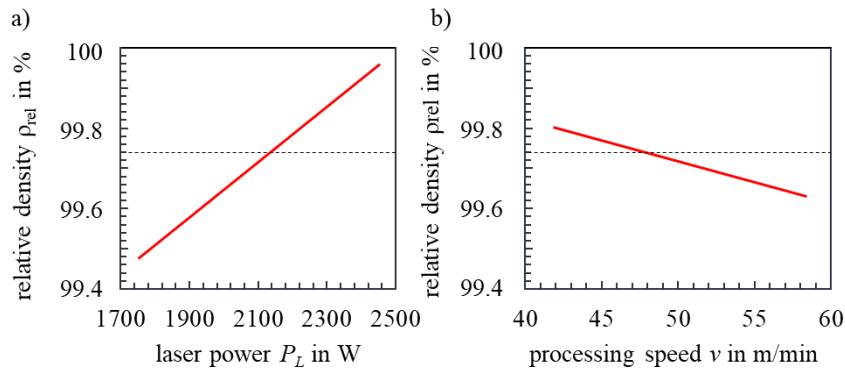 a)
relative density ρrel in %
100
99.8
99.6
99.4
1700 1900 2100 2300 2500
laser power PL in W
b)
relative density ρrel in %
100
99.8
99.6
99.4
40 45 50 55 60
processing speed v in m/min